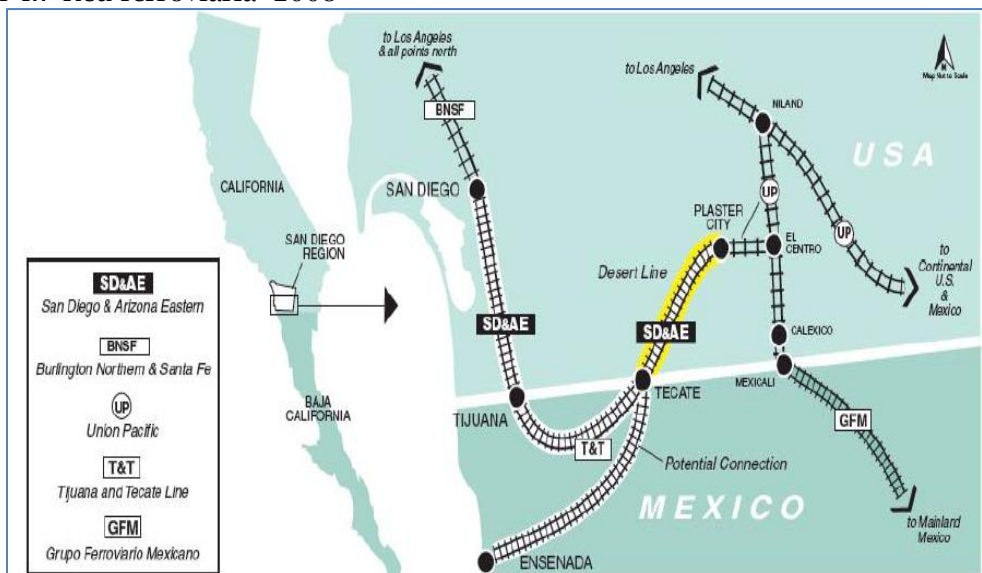 Red ferroviaria 2008
to Los Angeles
& all points north
BNSF
to Los Angeles
N
Map Not to Scale
NILAND
USA
CALIFORNIA
SAN DIEGO
UP
PLASTER
CITY
EL
CENTRO
UP
SAN DIEGO
REGION
Desert Line
to
Continental
U.S.
&
Mexico
SD&AE
San Diego & Arizona Eastern
SD&AE
SD&AE
CALEXICO
BNSF
Burlington Northern & Santa Fe
MEXICALI
TECATE
UP
Union Pacific
BAJA
CALIFORNIA
TIJUANA
GFM
T&T
T&T
Tijuana and Tecate Line
Potential Connection
MEXICO
GFM
Grupo Ferroviario Mexicano
to Mainland
Mexico
ENSENADA